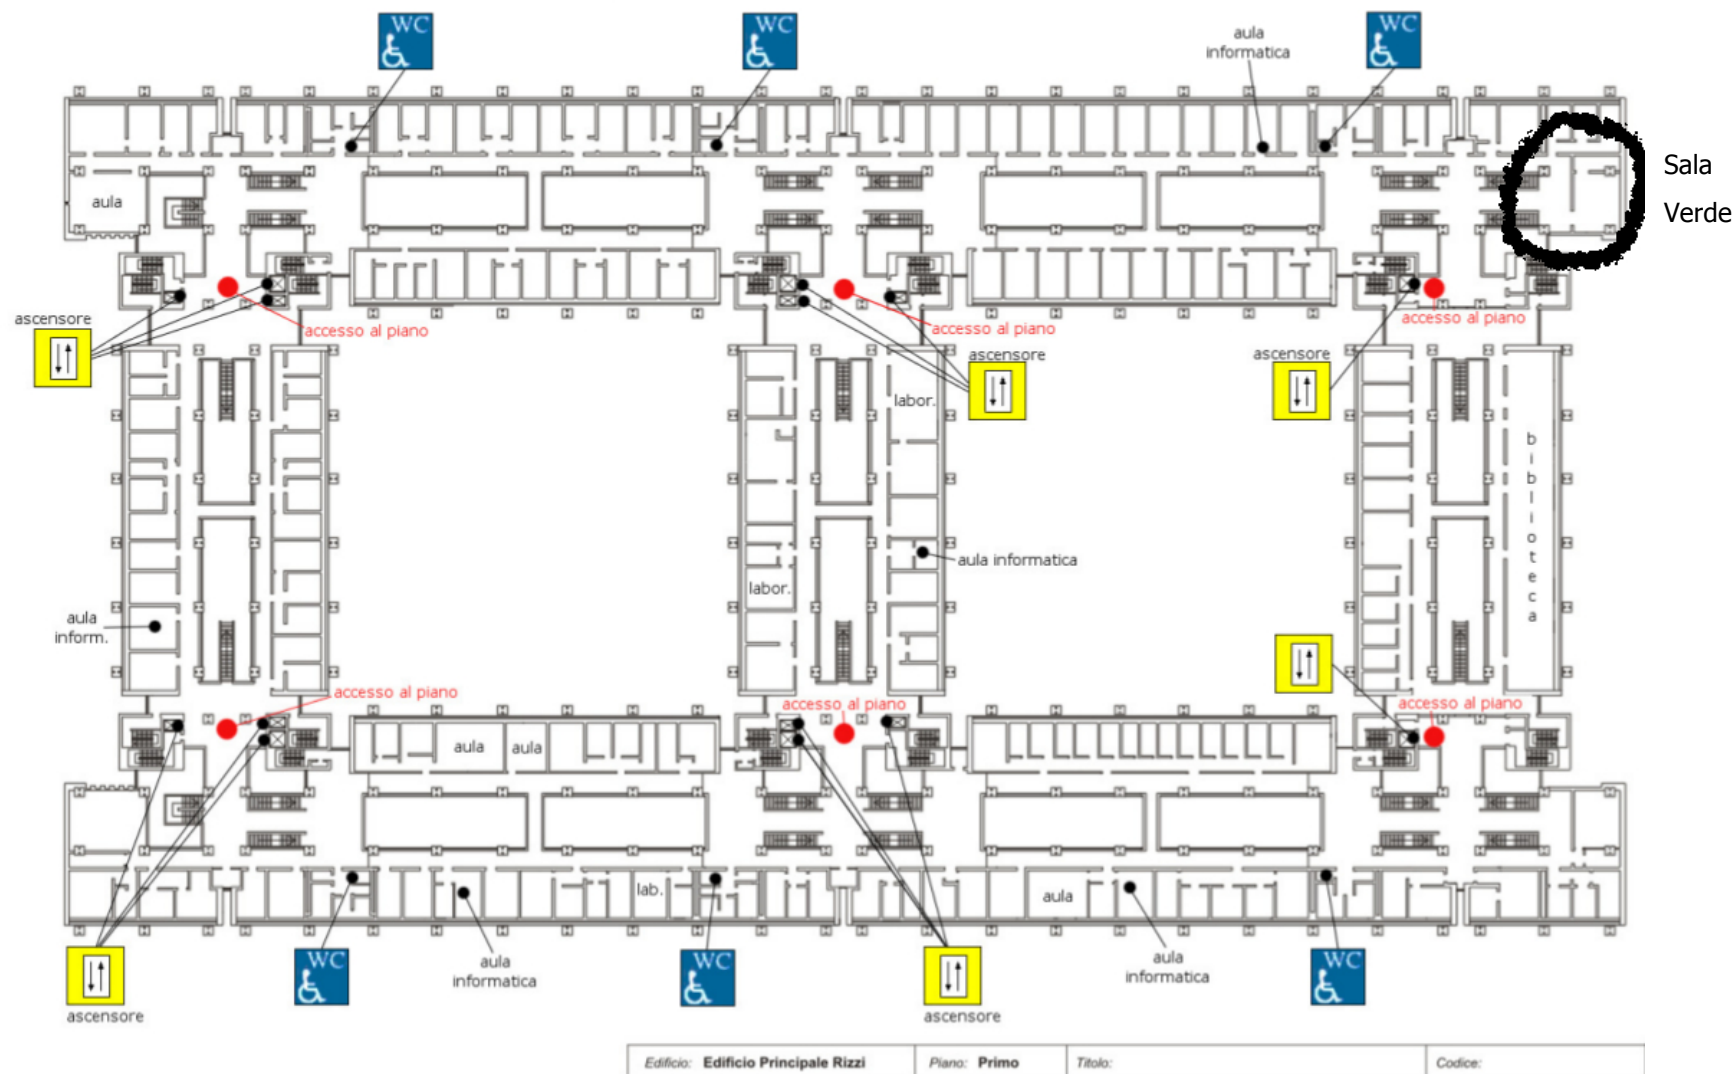 WC
WC
WC
aula
informatica
Sala
Verde
aula
ascensore
accesso al piano
accesso al piano
accesso al piano
ascensore
ascensore
labor.
biblioteca
aula informatica
labor.
aula
inform.
accesso al piano
accesso al piano
accesso al piano
aula
aula
lab.
aula
WC
WC
WC
aula
informatica
aula
informatica
ascensore
ascensore
Edificio: Edificio Principale Rizzi
Piano: Primo
Titolo:
Codice: